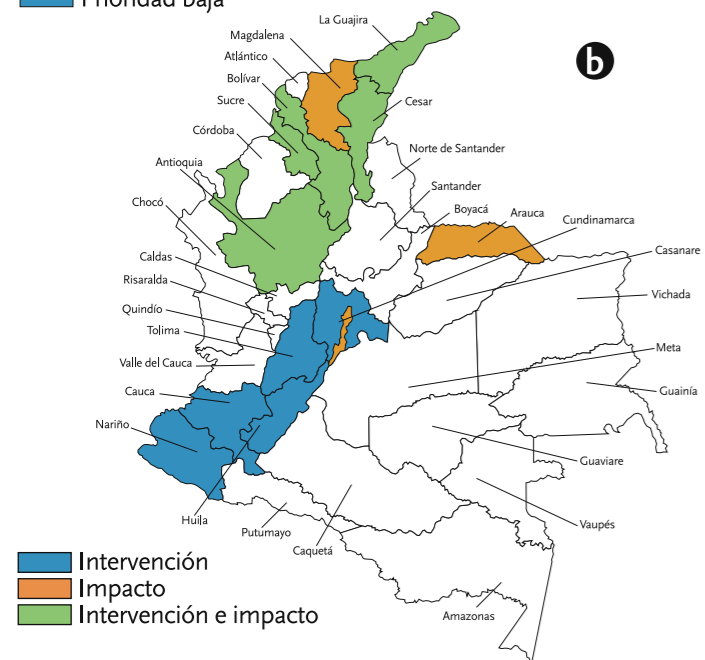 Prioridad baja
b
La Guajira
Magdalena
Atlántico
Bolívar
Sucre
Cesar
Córdoba
Norte de Santander
Antioquia
Santander
Chocó
Boyacá
Arauca
Cundinamarca
Caldas
Casanare
Risaralda
Vichada
Quindío
Tolima
Meta
Valle del Cauca
Cauca
Guainía
Nariño
Guaviare
Huila
Vaupés
Putumayo
Caquetá
Amazonas
Intervención
Impacto
Intervención e impacto